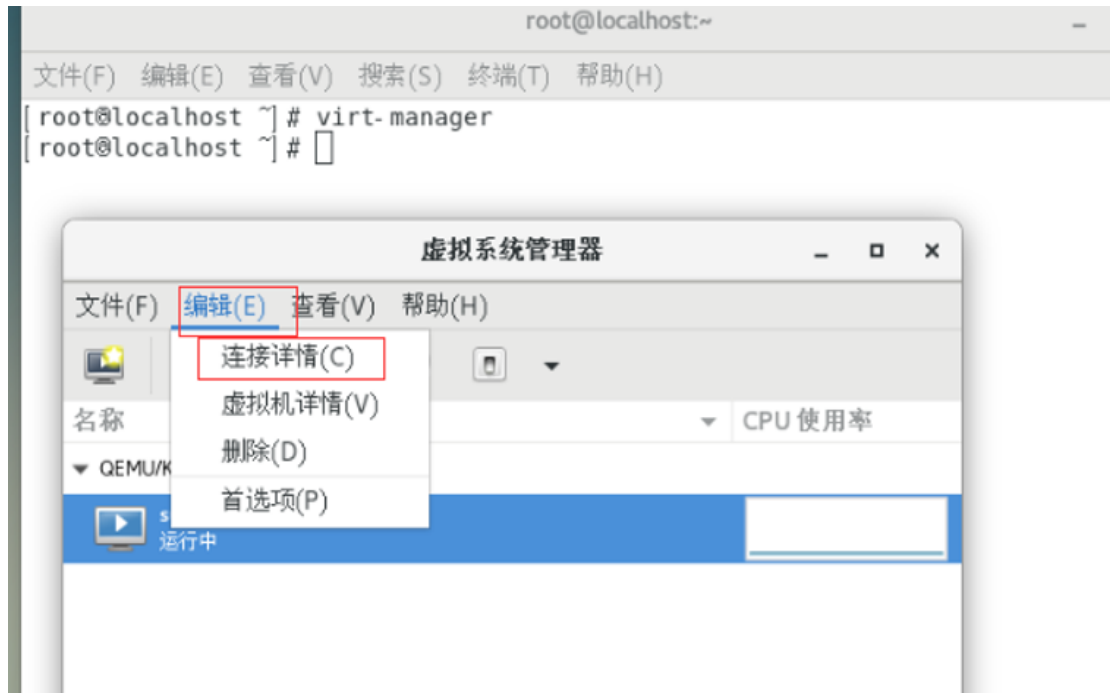 root@localhost:~
文件(F) 编辑(E) 查看(V) 搜索(S) 终端(T) 帮助(H)
[root@localhost ~]# virt-manager
[root@localhost ~]#
虚拟系统管理器
文件(F) 编辑(E) 查看(V) 帮助(H)
连接详情(C)
虚拟机详情(V)
删除(D)
首选项(P)
名称 CPU 使用率
QEMU/K
s
运行中